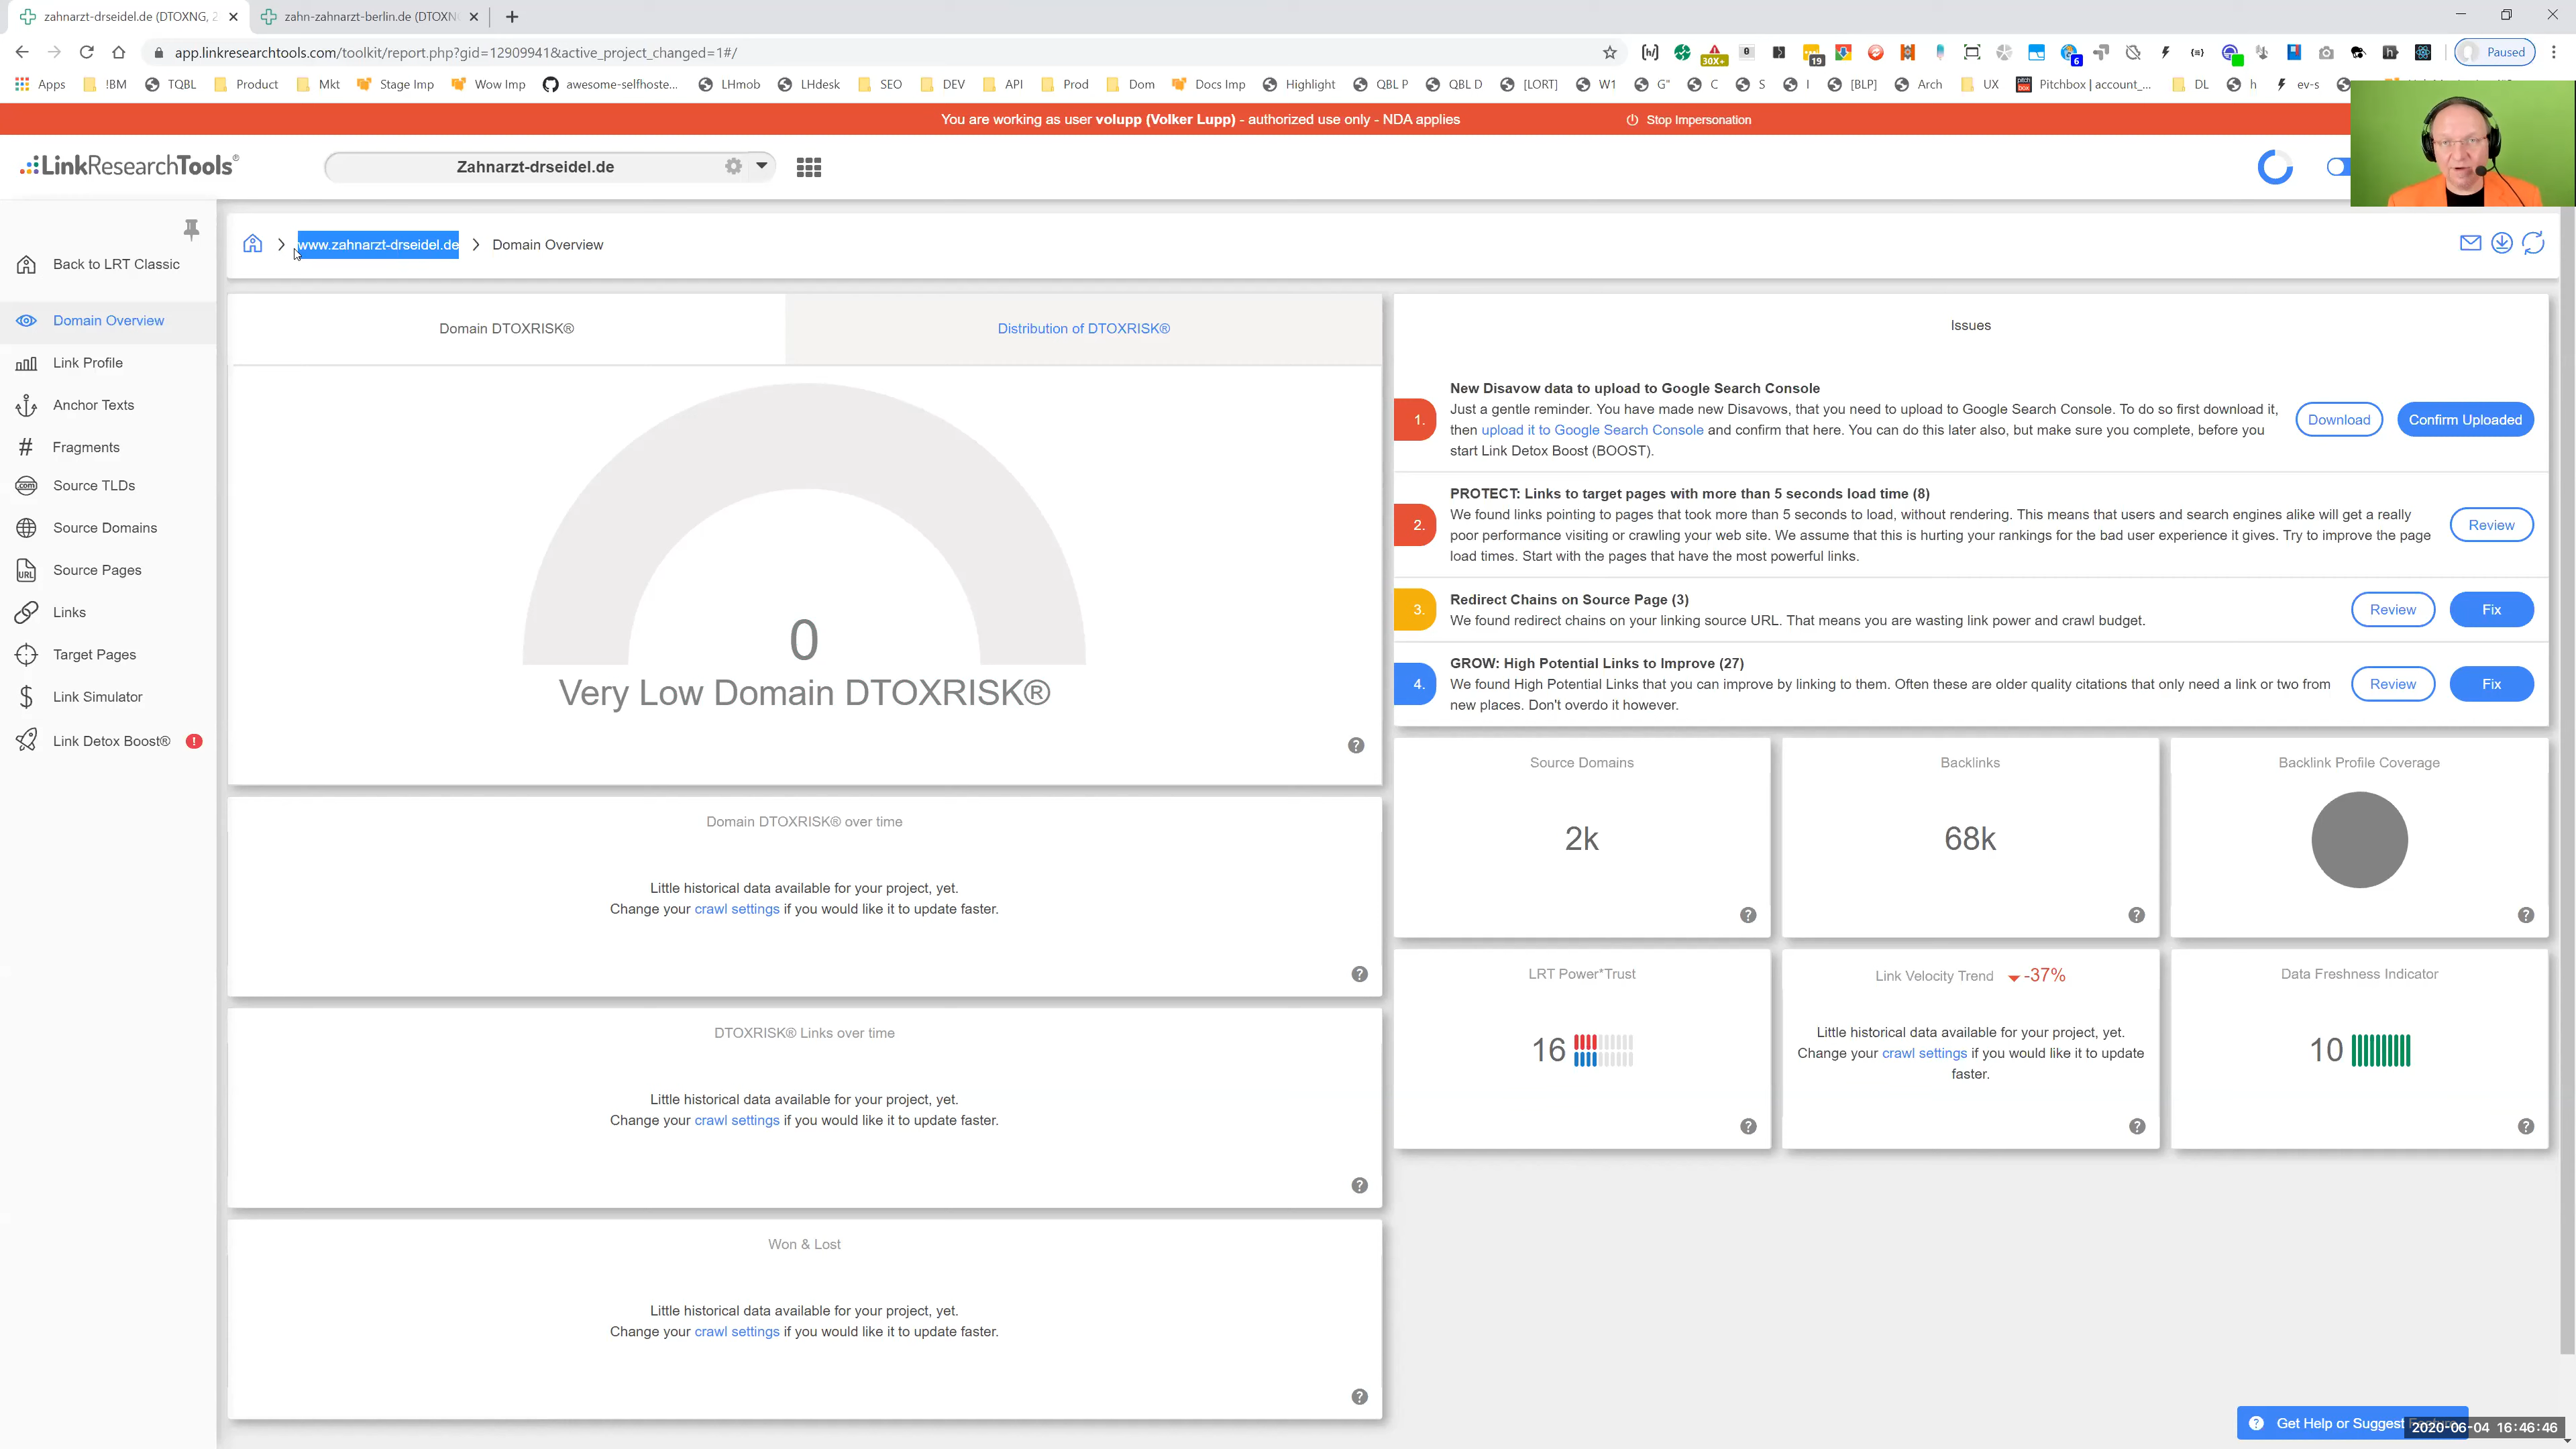 zahnarzt-drseidel.de (DTOXNG, 2
zahn-zahnarzt-berlin.de (DTOXN
app.linkresearchtools.com/toolkit/report.php?gid=12909941&active_project_changed=1#/
30X+
19
6
Paused
Apps
!BM
TQBL
Product
Mkt
Stage Imp
Wow Imp
awesome-selfhoste...
LHmob
LHdesk
SEO
DEV
API
Prod
Dom
Docs Imp
Highlight
QBL P
QBL D
[LORT]
W1
G"
C
S
I
[BLP]
Arch
UX
Pitchbox | account_...
DL
h
ev-s
You are working as user volupp (Volker Lupp) - authorized use only - NDA applies
Stop Impersonation
LinkResearchTools®
Zahnarzt-drseidel.de
www.zahnarzt-drseidel.de > Domain Overview
Back to LRT Classic
Domain Overview
Link Profile
Anchor Texts
Fragments
Source TLDs
Source Domains
Source Pages
Links
Target Pages
Link Simulator
Link Detox Boost® !
Domain DTOXRISK®
Distribution of DTOXRISK®
0
Very Low Domain DTOXRISK®
Domain DTOXRISK® over time
Little historical data available for your project, yet.
Change your crawl settings if you would like it to update faster.
DTOXRISK® Links over time
Little historical data available for your project, yet.
Change your crawl settings if you would like it to update faster.
Won & Lost
Little historical data available for your project, yet.
Change your crawl settings if you would like it to update faster.
Issues
1.
New Disavow data to upload to Google Search Console
Just a gentle reminder. You have made new Disavows, that you need to upload to Google Search Console. To do so first download it,
then upload it to Google Search Console and confirm that here. You can do this later also, but make sure you complete, before you
start Link Detox Boost (BOOST).
Download
Confirm Uploaded
2.
PROTECT: Links to target pages with more than 5 seconds load time (8)
We found links pointing to pages that took more than 5 seconds to load, without rendering. This means that users and search engines alike will get a really
poor performance visiting or crawling your web site. We assume that this is hurting your rankings for the bad user experience it gives. Try to improve the page
load times. Start with the pages that have the most powerful links.
Review
3.
Redirect Chains on Source Page (3)
We found redirect chains on your linking source URL. That means you are wasting link power and crawl budget.
Review
Fix
4.
GROW: High Potential Links to Improve (27)
We found High Potential Links that you can improve by linking to them. Often these are older quality citations that only need a link or two from
new places. Don't overdo it however.
Review
Fix
Source Domains
2k
Backlinks
68k
Backlink Profile Coverage
LRT Power*Trust
16
Link Velocity Trend -37%
Little historical data available for your project, yet.
Change your crawl settings if you would like it to update
faster.
Data Freshness Indicator
10
Get Help or Suggest
2020-06-04 16:46:46